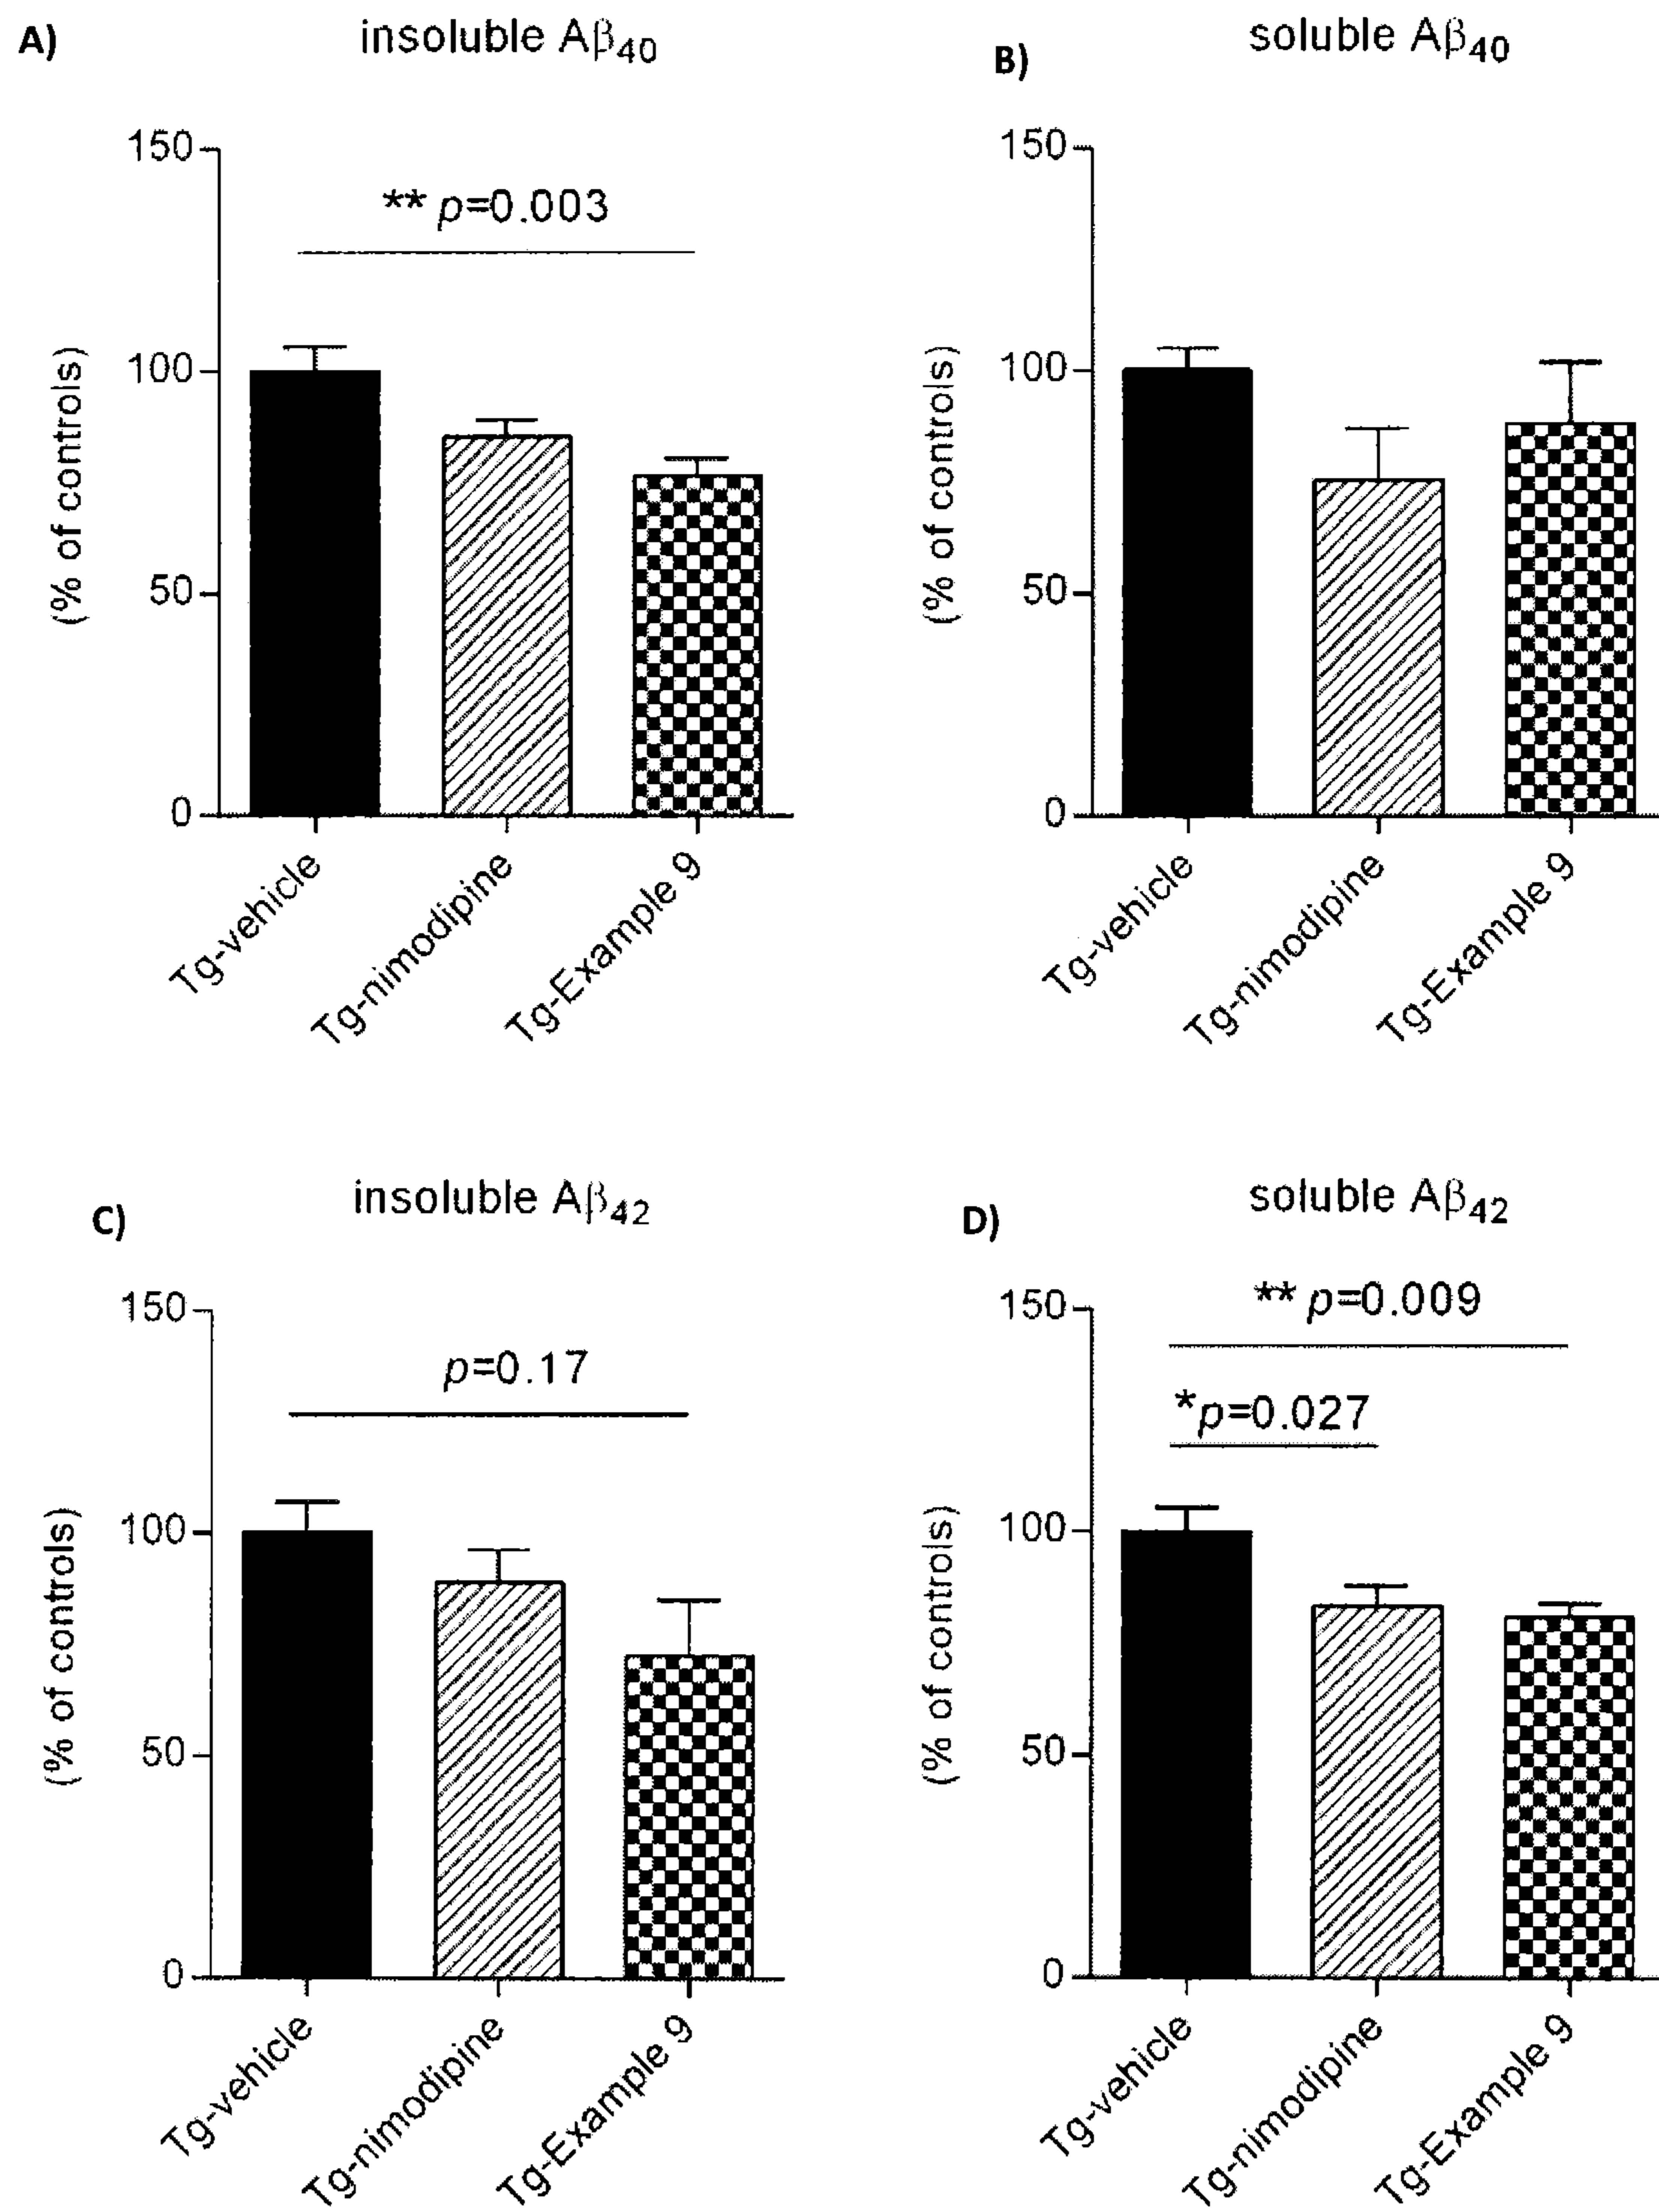 A)
insoluble Aβ40
150
100
50
0
(% of controls)
** p=0.003
Tg-vehicle
Tg-nimodipine
Tg-Example 9
B)
soluble Aβ40
150
100
50
0
(% of controls)
Tg-vehicle
Tg-nimodipine
Tg-Example 9
C)
insoluble Aβ42
150
100
50
0
(% of controls)
p=0.17
Tg-vehicle
Tg-nimodipine
Tg-Example 9
D)
soluble Aβ42
150
100
50
0
(% of controls)
** p=0.009
*p=0.027
Tg-vehicle
Tg-nimodipine
Tg-Example 9